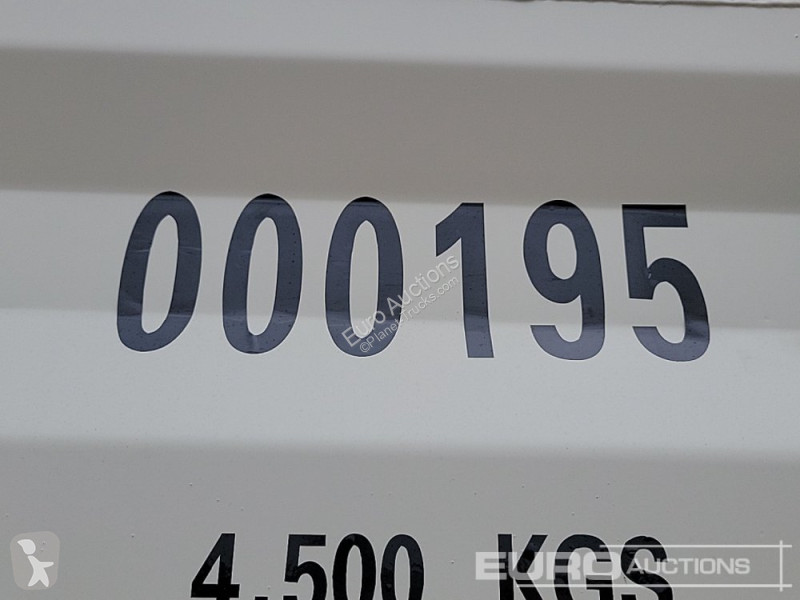 000195
Euro Auctions
©PlanetTrucks.com
4.500 KGS
EURO AUCTIONS